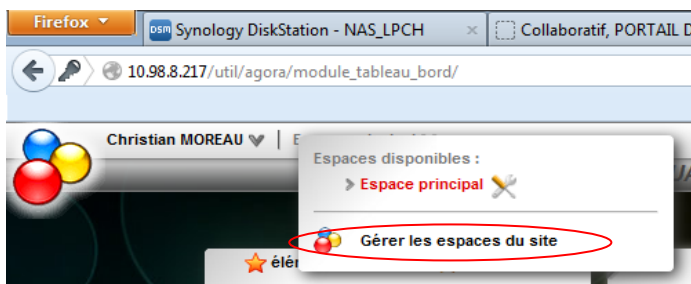 Firefox
DSM Synology DiskStation - NAS_LPCH
Collaboratif, PORTAIL D
10.98.8.217/util/agora/module_tableau_bord/
Christian MOREAU
Espaces disponibles :
Espace principal
Gérer les espaces du site